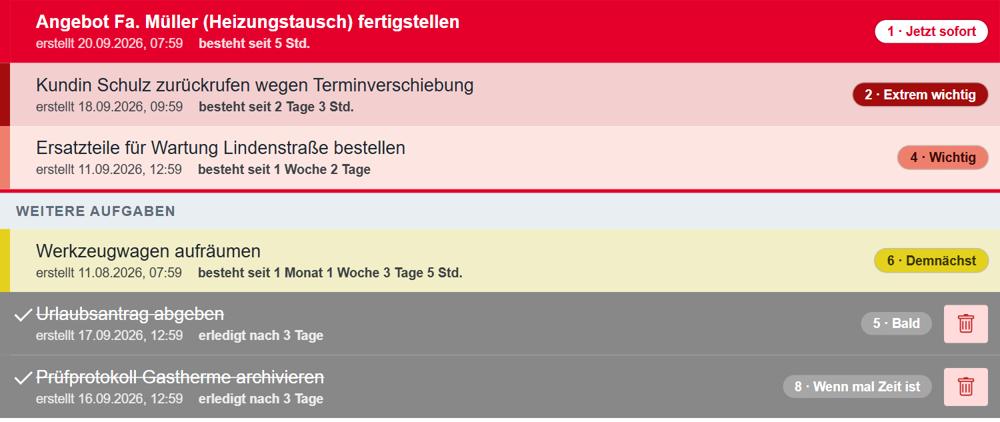 Angebot Fa. Müller (Heizungstausch) fertigstellen
erstellt 20.09.2026, 07:59 besteht seit 5 Std.
1 · Jetzt sofort
Kundin Schulz zurückrufen wegen Terminverschiebung
erstellt 18.09.2026, 09:59 besteht seit 2 Tage 3 Std.
2 · Extrem wichtig
Ersatzteile für Wartung Lindenstraße bestellen
erstellt 11.09.2026, 12:59 besteht seit 1 Woche 2 Tage
4 · Wichtig
WEITERE AUFGABEN
Werkzeugwagen aufräumen
erstellt 11.08.2026, 07:59 besteht seit 1 Monat 1 Woche 3 Tage 5 Std.
6 · Demnächst
Urlaubsantrag abgeben
erstellt 17.09.2026, 12:59 erledigt nach 3 Tage
5 · Bald
Prüfprotokoll Gastherme archivieren
erstellt 16.09.2026, 12:59 erledigt nach 3 Tage
8 · Wenn mal Zeit ist